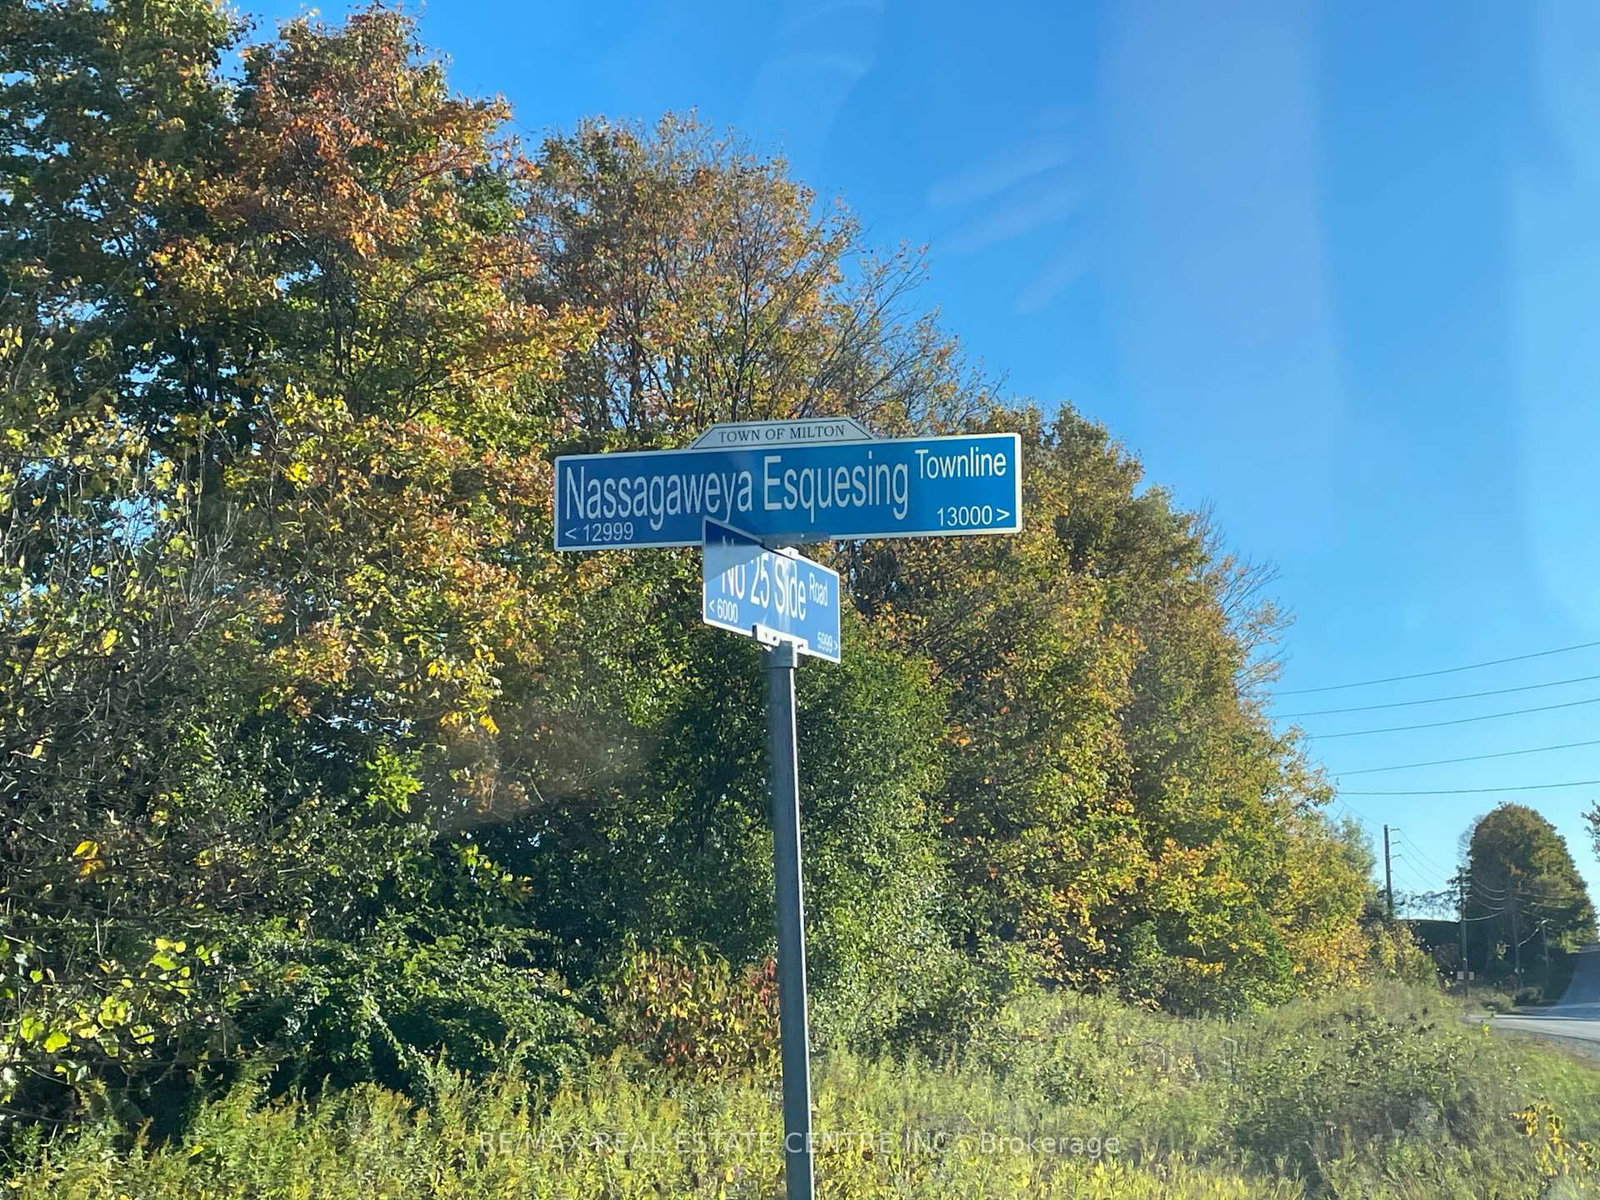 TOWN OF MILTON
Nassagaweya Esquesing Townline
< 12999 13000 >
No 25 Side Road
< 6000 5999 >
RE/MAX REAL ESTATE CENTRE INC., Brokerage